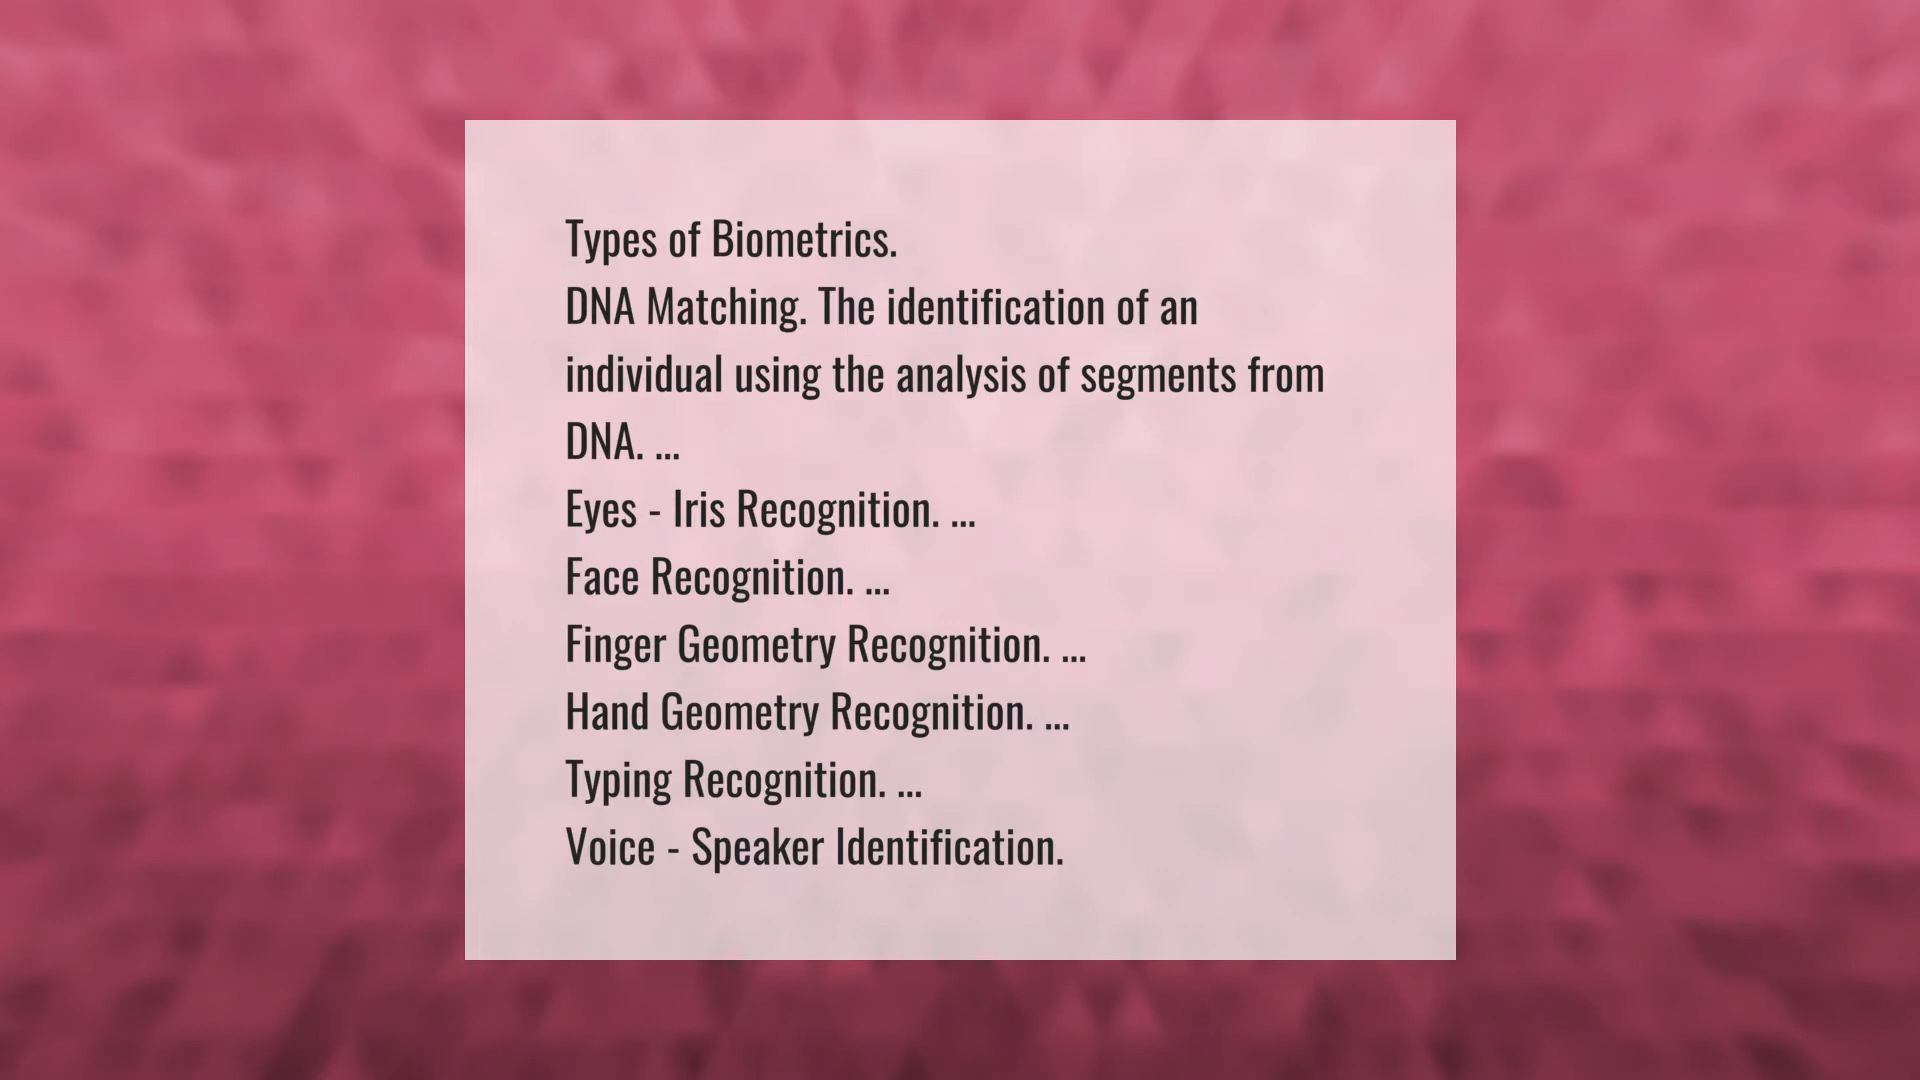 Types of Biometrics.
DNA Matching. The identification of an
individual using the analysis of segments from
DNA. ...
Eyes - Iris Recognition. ...
Face Recognition. ...
Finger Geometry Recognition. ...
Hand Geometry Recognition. ...
Typing Recognition. ...
Voice - Speaker Identification.